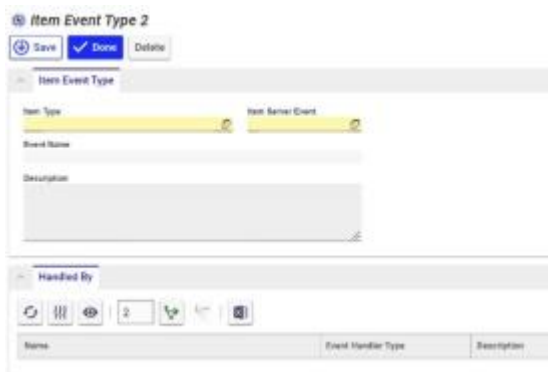 Item Event Type 2
Save Done Delete
Item Event Type
Item Type Item Server Event
Event Name
Description
Handled By
2
Name Event Handler Type Description